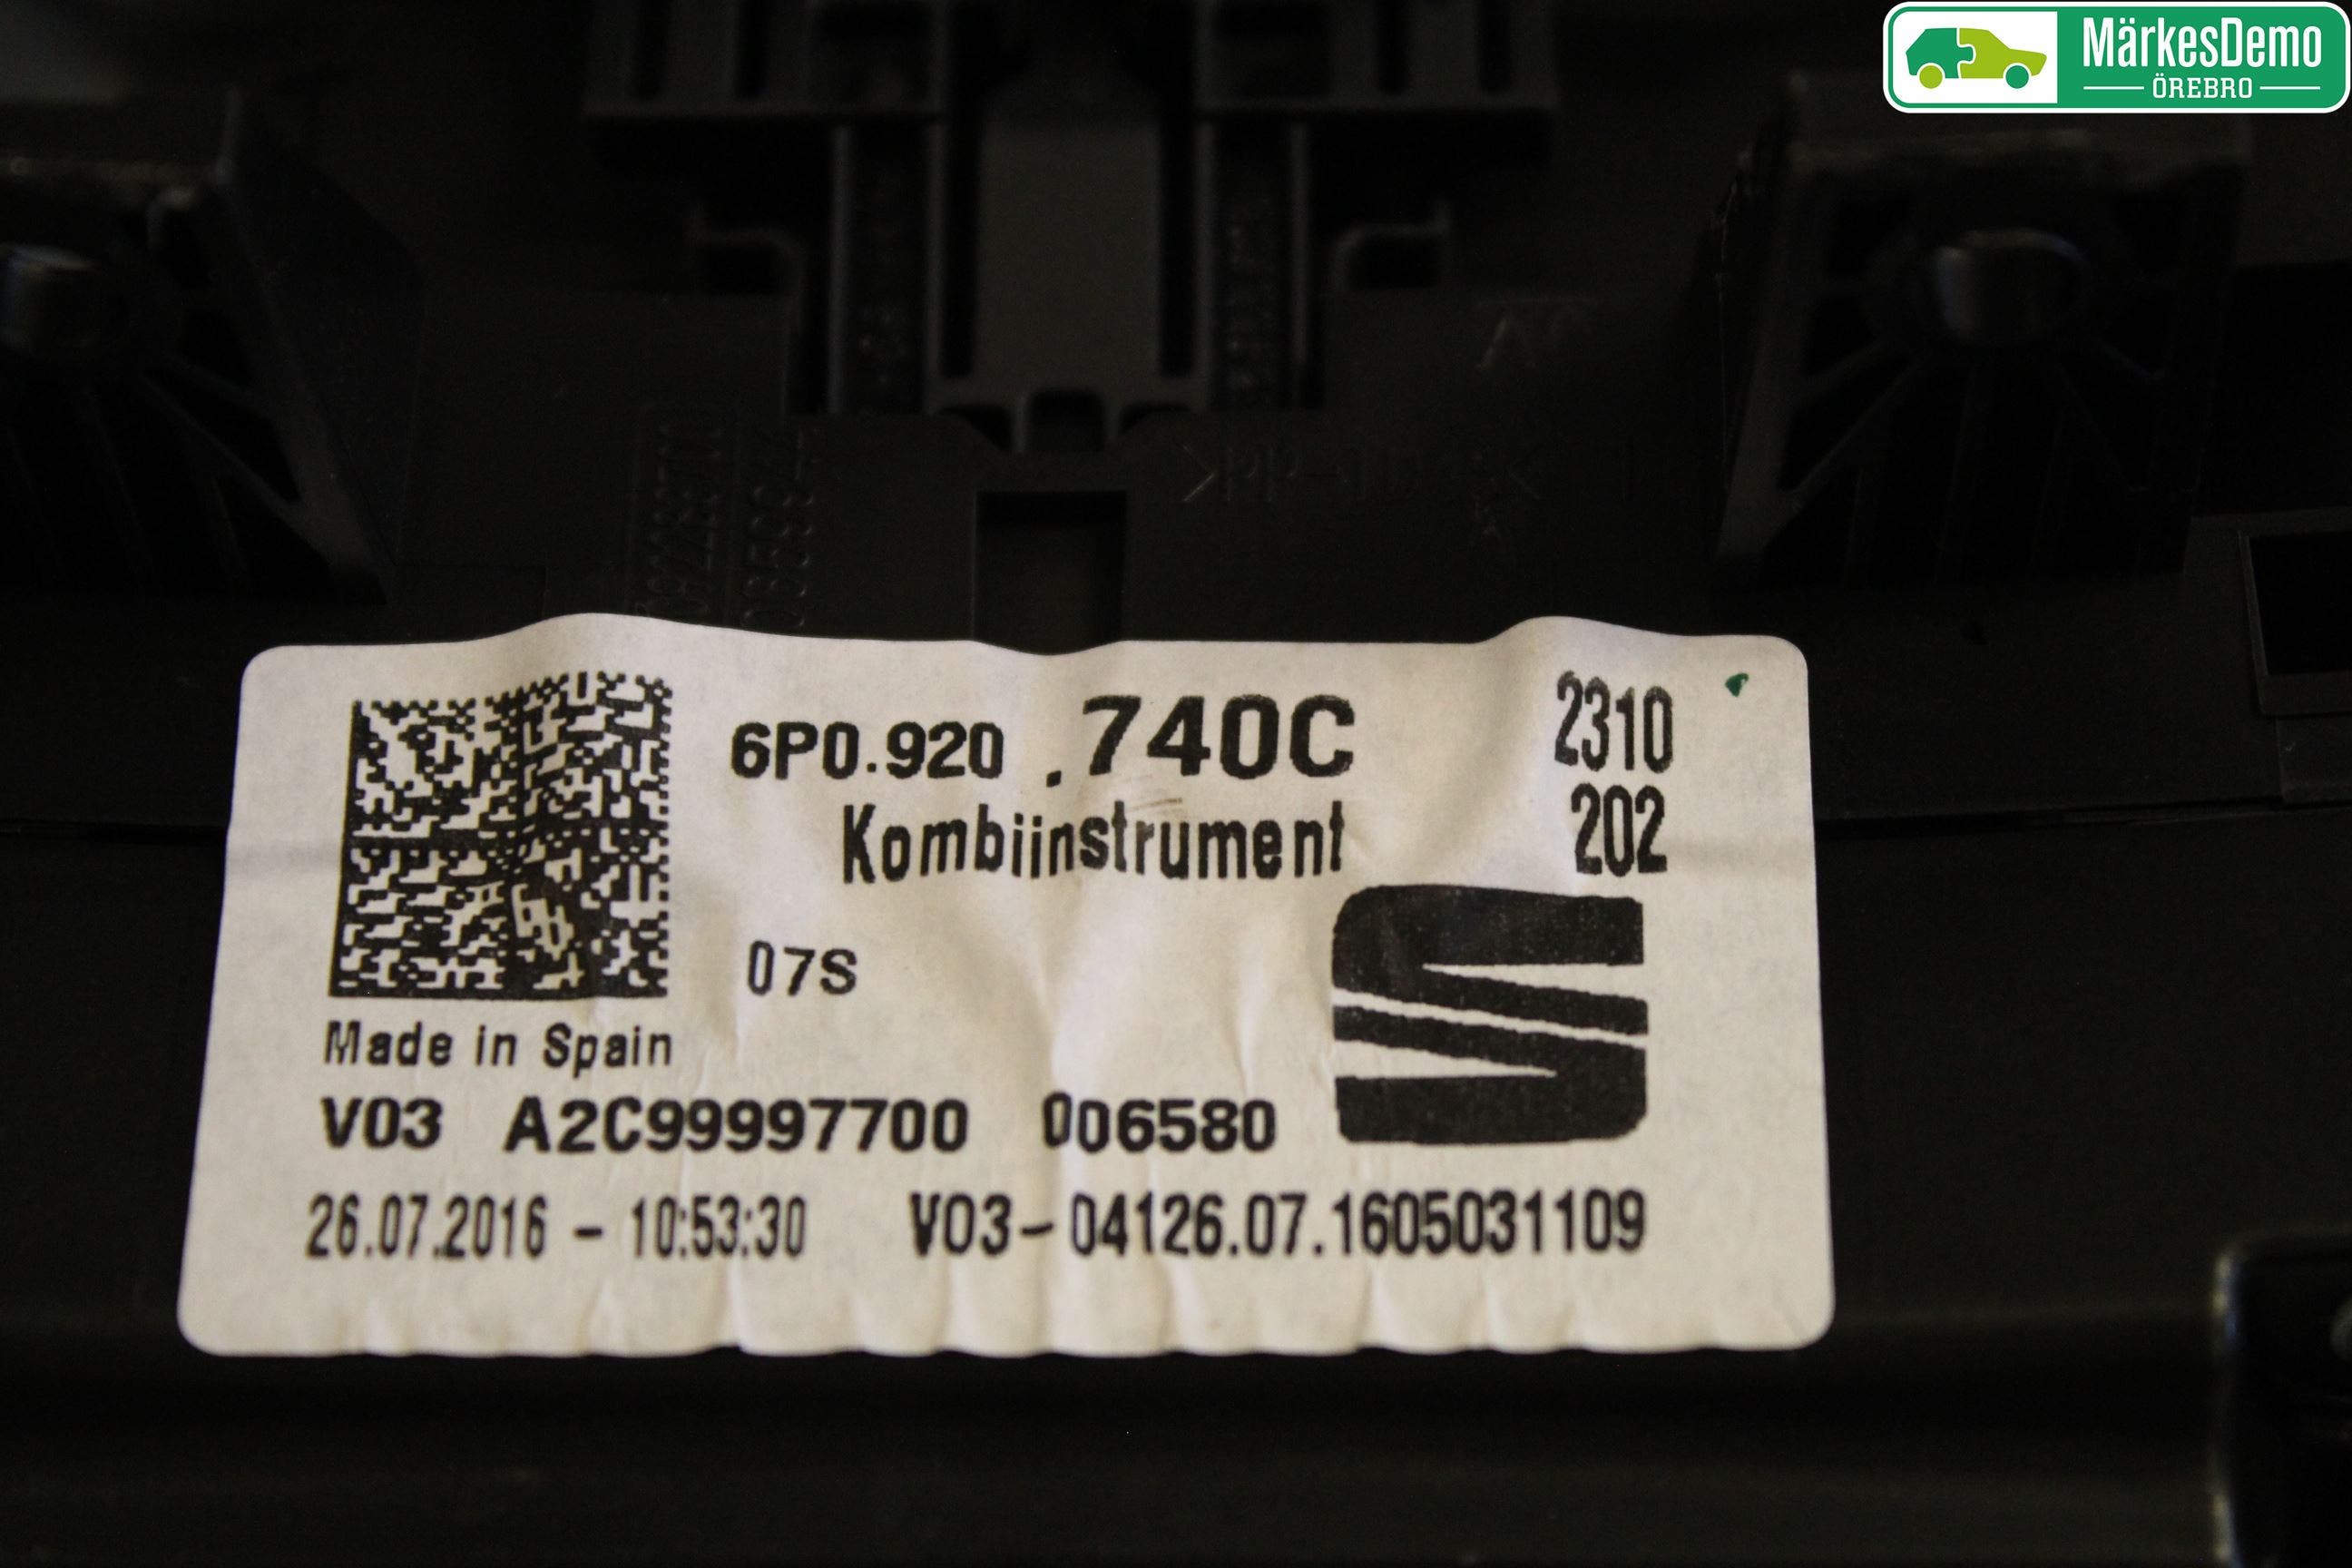 MärkesDemo
ÖREBRO
6P0.920 .740C
2310
Kombiinstrument
202
07S
Made in Spain
V03 A2C99997700 006580
26.07.2016 - 10:53:30 V03-04126.07.1605031109